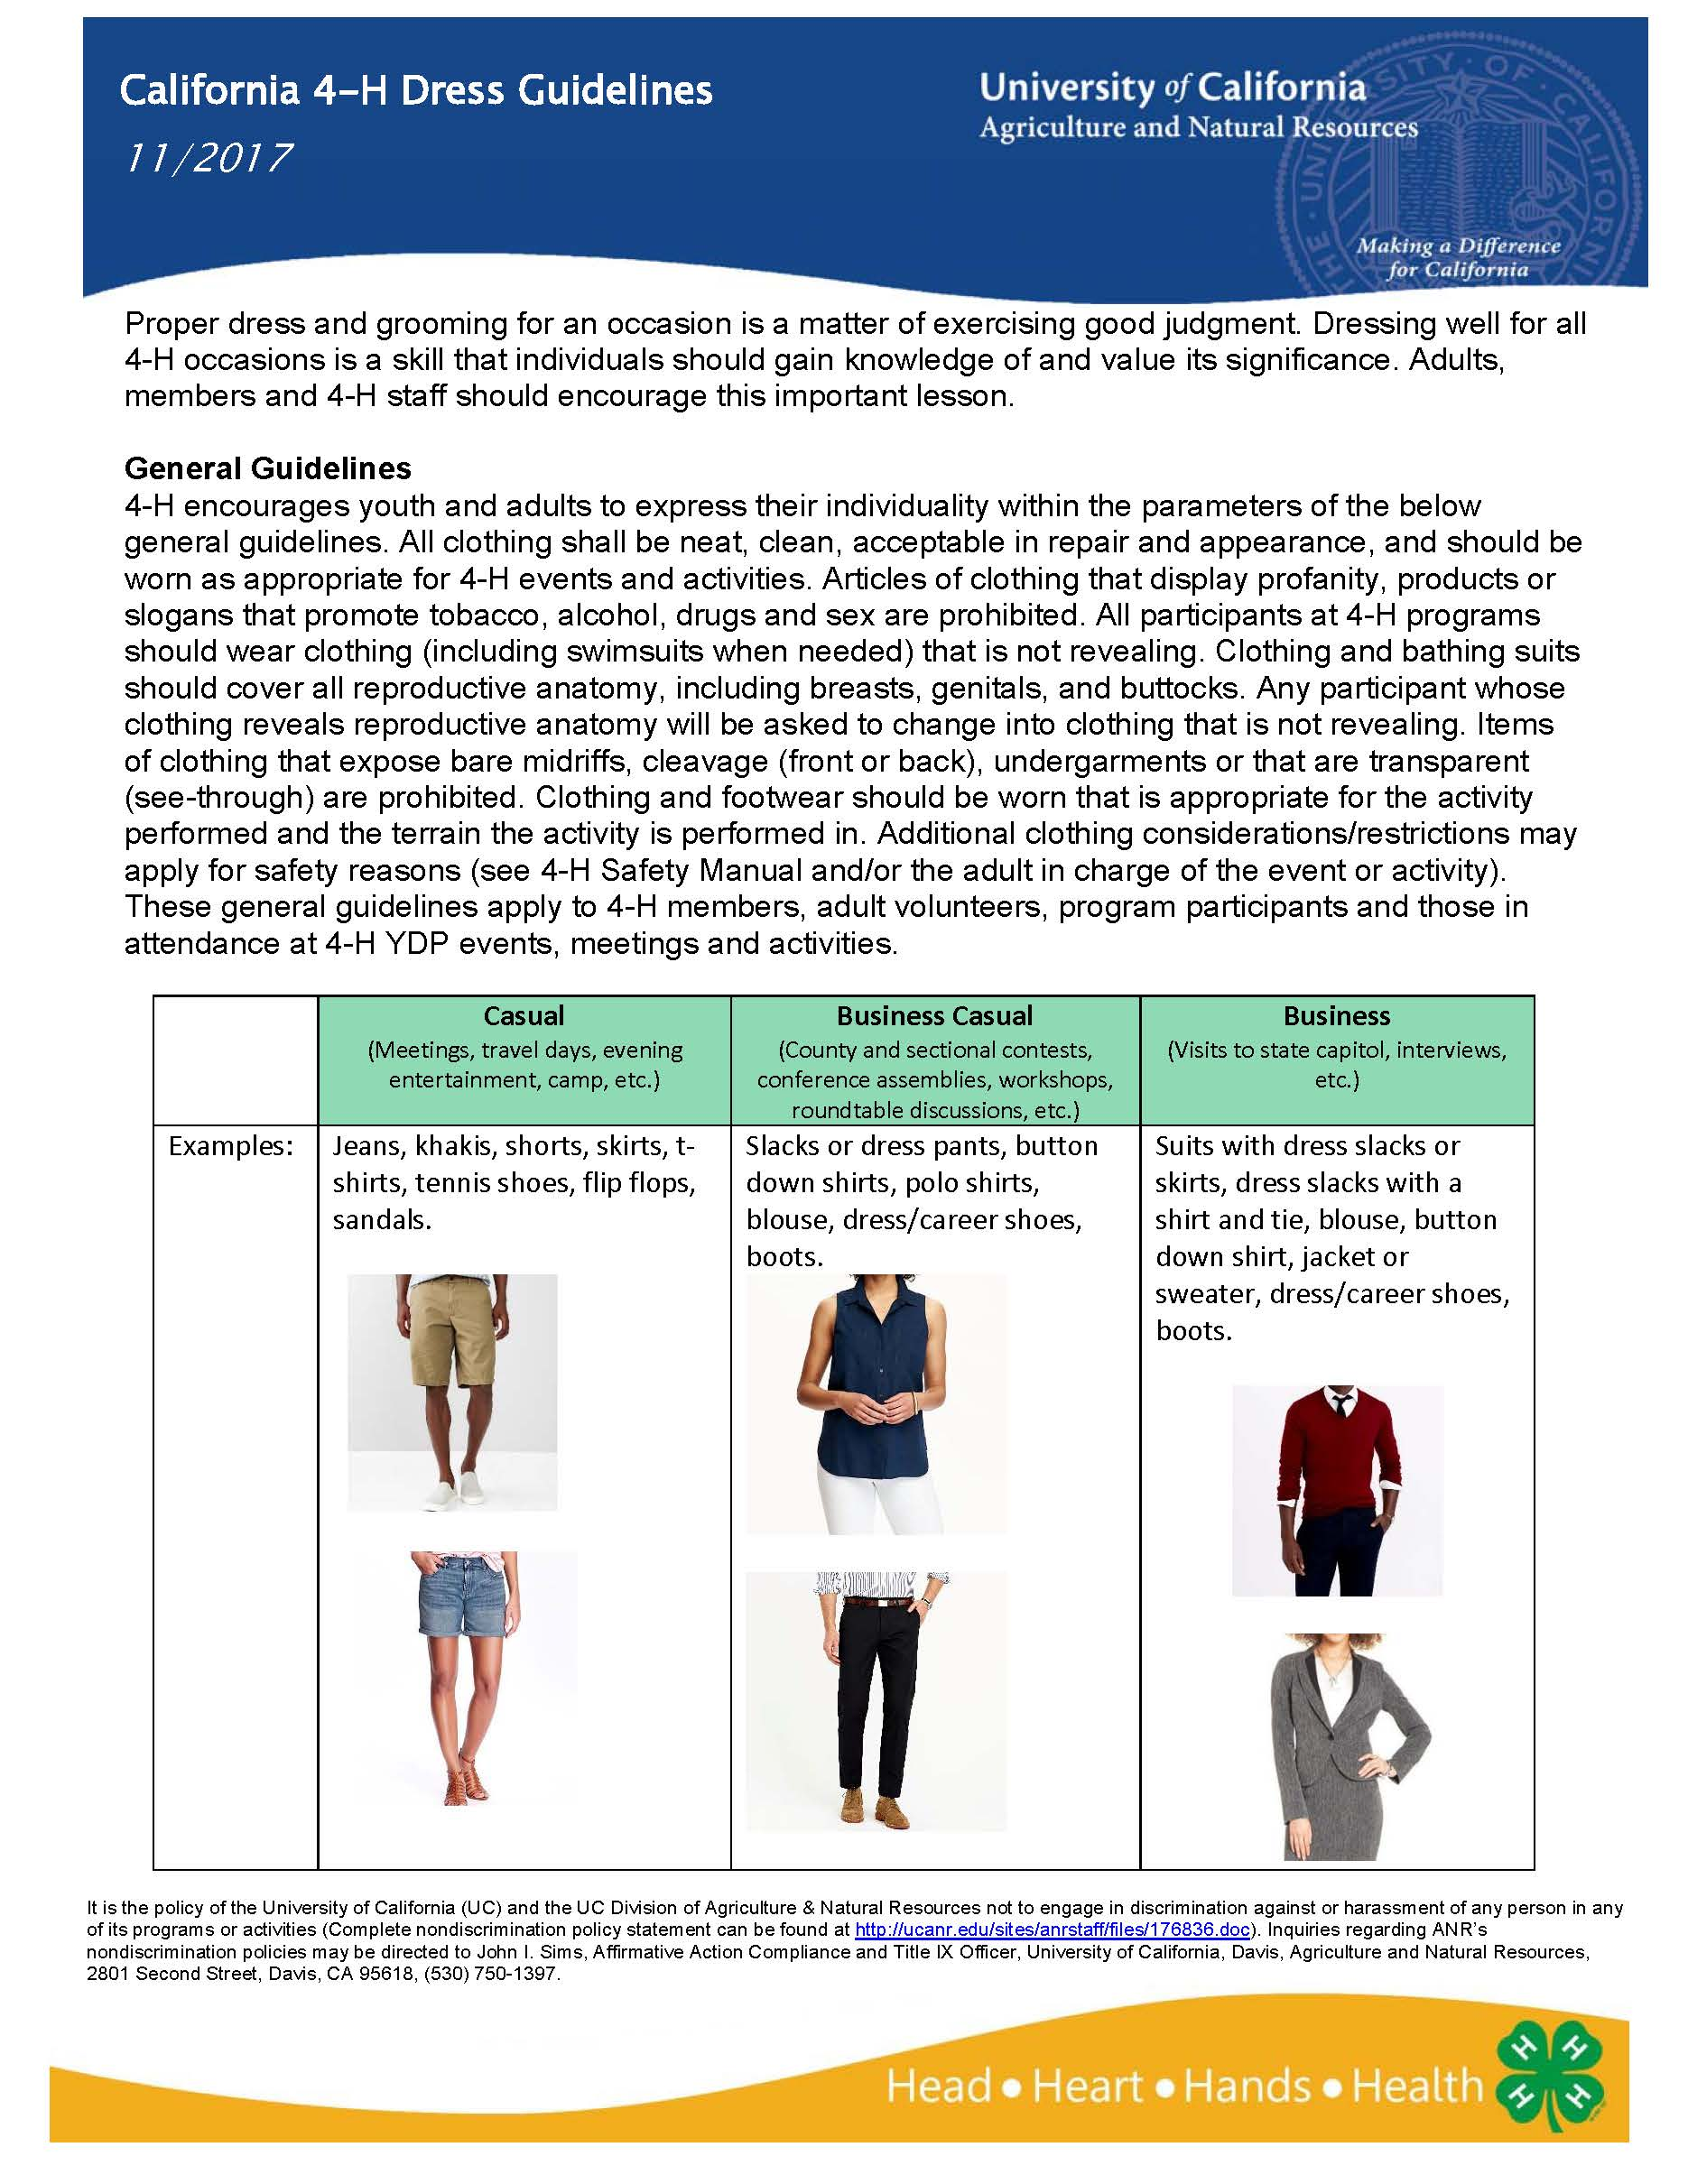 California 4-H Dress Guidelines
11/2017
University of California
Agriculture and Natural Resources
Making a Difference
for California
Proper dress and grooming for an occasion is a matter of exercising good judgment. Dressing well for all
4-H occasions is a skill that individuals should gain knowledge of and value its significance. Adults,
members and 4-H staff should encourage this important lesson.
General Guidelines
4-H encourages youth and adults to express their individuality within the parameters of the below
general guidelines. All clothing shall be neat, clean, acceptable in repair and appearance, and should be
worn as appropriate for 4-H events and activities. Articles of clothing that display profanity, products or
slogans that promote tobacco, alcohol, drugs and sex are prohibited. All participants at 4-H programs
should wear clothing (including swimsuits when needed) that is not revealing. Clothing and bathing suits
should cover all reproductive anatomy, including breasts, genitals, and buttocks. Any participant whose
clothing reveals reproductive anatomy will be asked to change into clothing that is not revealing. Items
of clothing that expose bare midriffs, cleavage (front or back), undergarments or that are transparent
(see-through) are prohibited. Clothing and footwear should be worn that is appropriate for the activity
performed and the terrain the activity is performed in. Additional clothing considerations/restrictions may
apply for safety reasons (see 4-H Safety Manual and/or the adult in charge of the event or activity).
These general guidelines apply to 4-H members, adult volunteers, program participants and those in
attendance at 4-H YDP events, meetings and activities.
Casual
(Meetings, travel days, evening
entertainment, camp, etc.)
Business Casual
(County and sectional contests,
conference assemblies, workshops,
roundtable discussions, etc.)
Business
(Visits to state capitol, interviews,
etc.)
Examples:
Jeans, khakis, shorts, skirts, t-
shirts, tennis shoes, flip flops,
sandals.
Slacks or dress pants, button
down shirts, polo shirts,
blouse, dress/career shoes,
boots.
Suits with dress slacks or
skirts, dress slacks with a
shirt and tie, blouse, button
down shirt, jacket or
sweater, dress/career shoes,
boots.
It is the policy of the University of California (UC) and the UC Division of Agriculture & Natural Resources not to engage in discrimination against or harassment of any person in any
of its programs or activities (Complete nondiscrimination policy statement can be found at http://ucanr.edu/sites/anrstaff/files/176836.doc). Inquiries regarding ANR's
nondiscrimination policies may be directed to John I. Sims, Affirmative Action Compliance and Title IX Officer, University of California, Davis, Agriculture and Natural Resources,
2801 Second Street, Davis, CA 95618, (530) 750-1397.
Head • Heart • Hands • Health
H H
H H